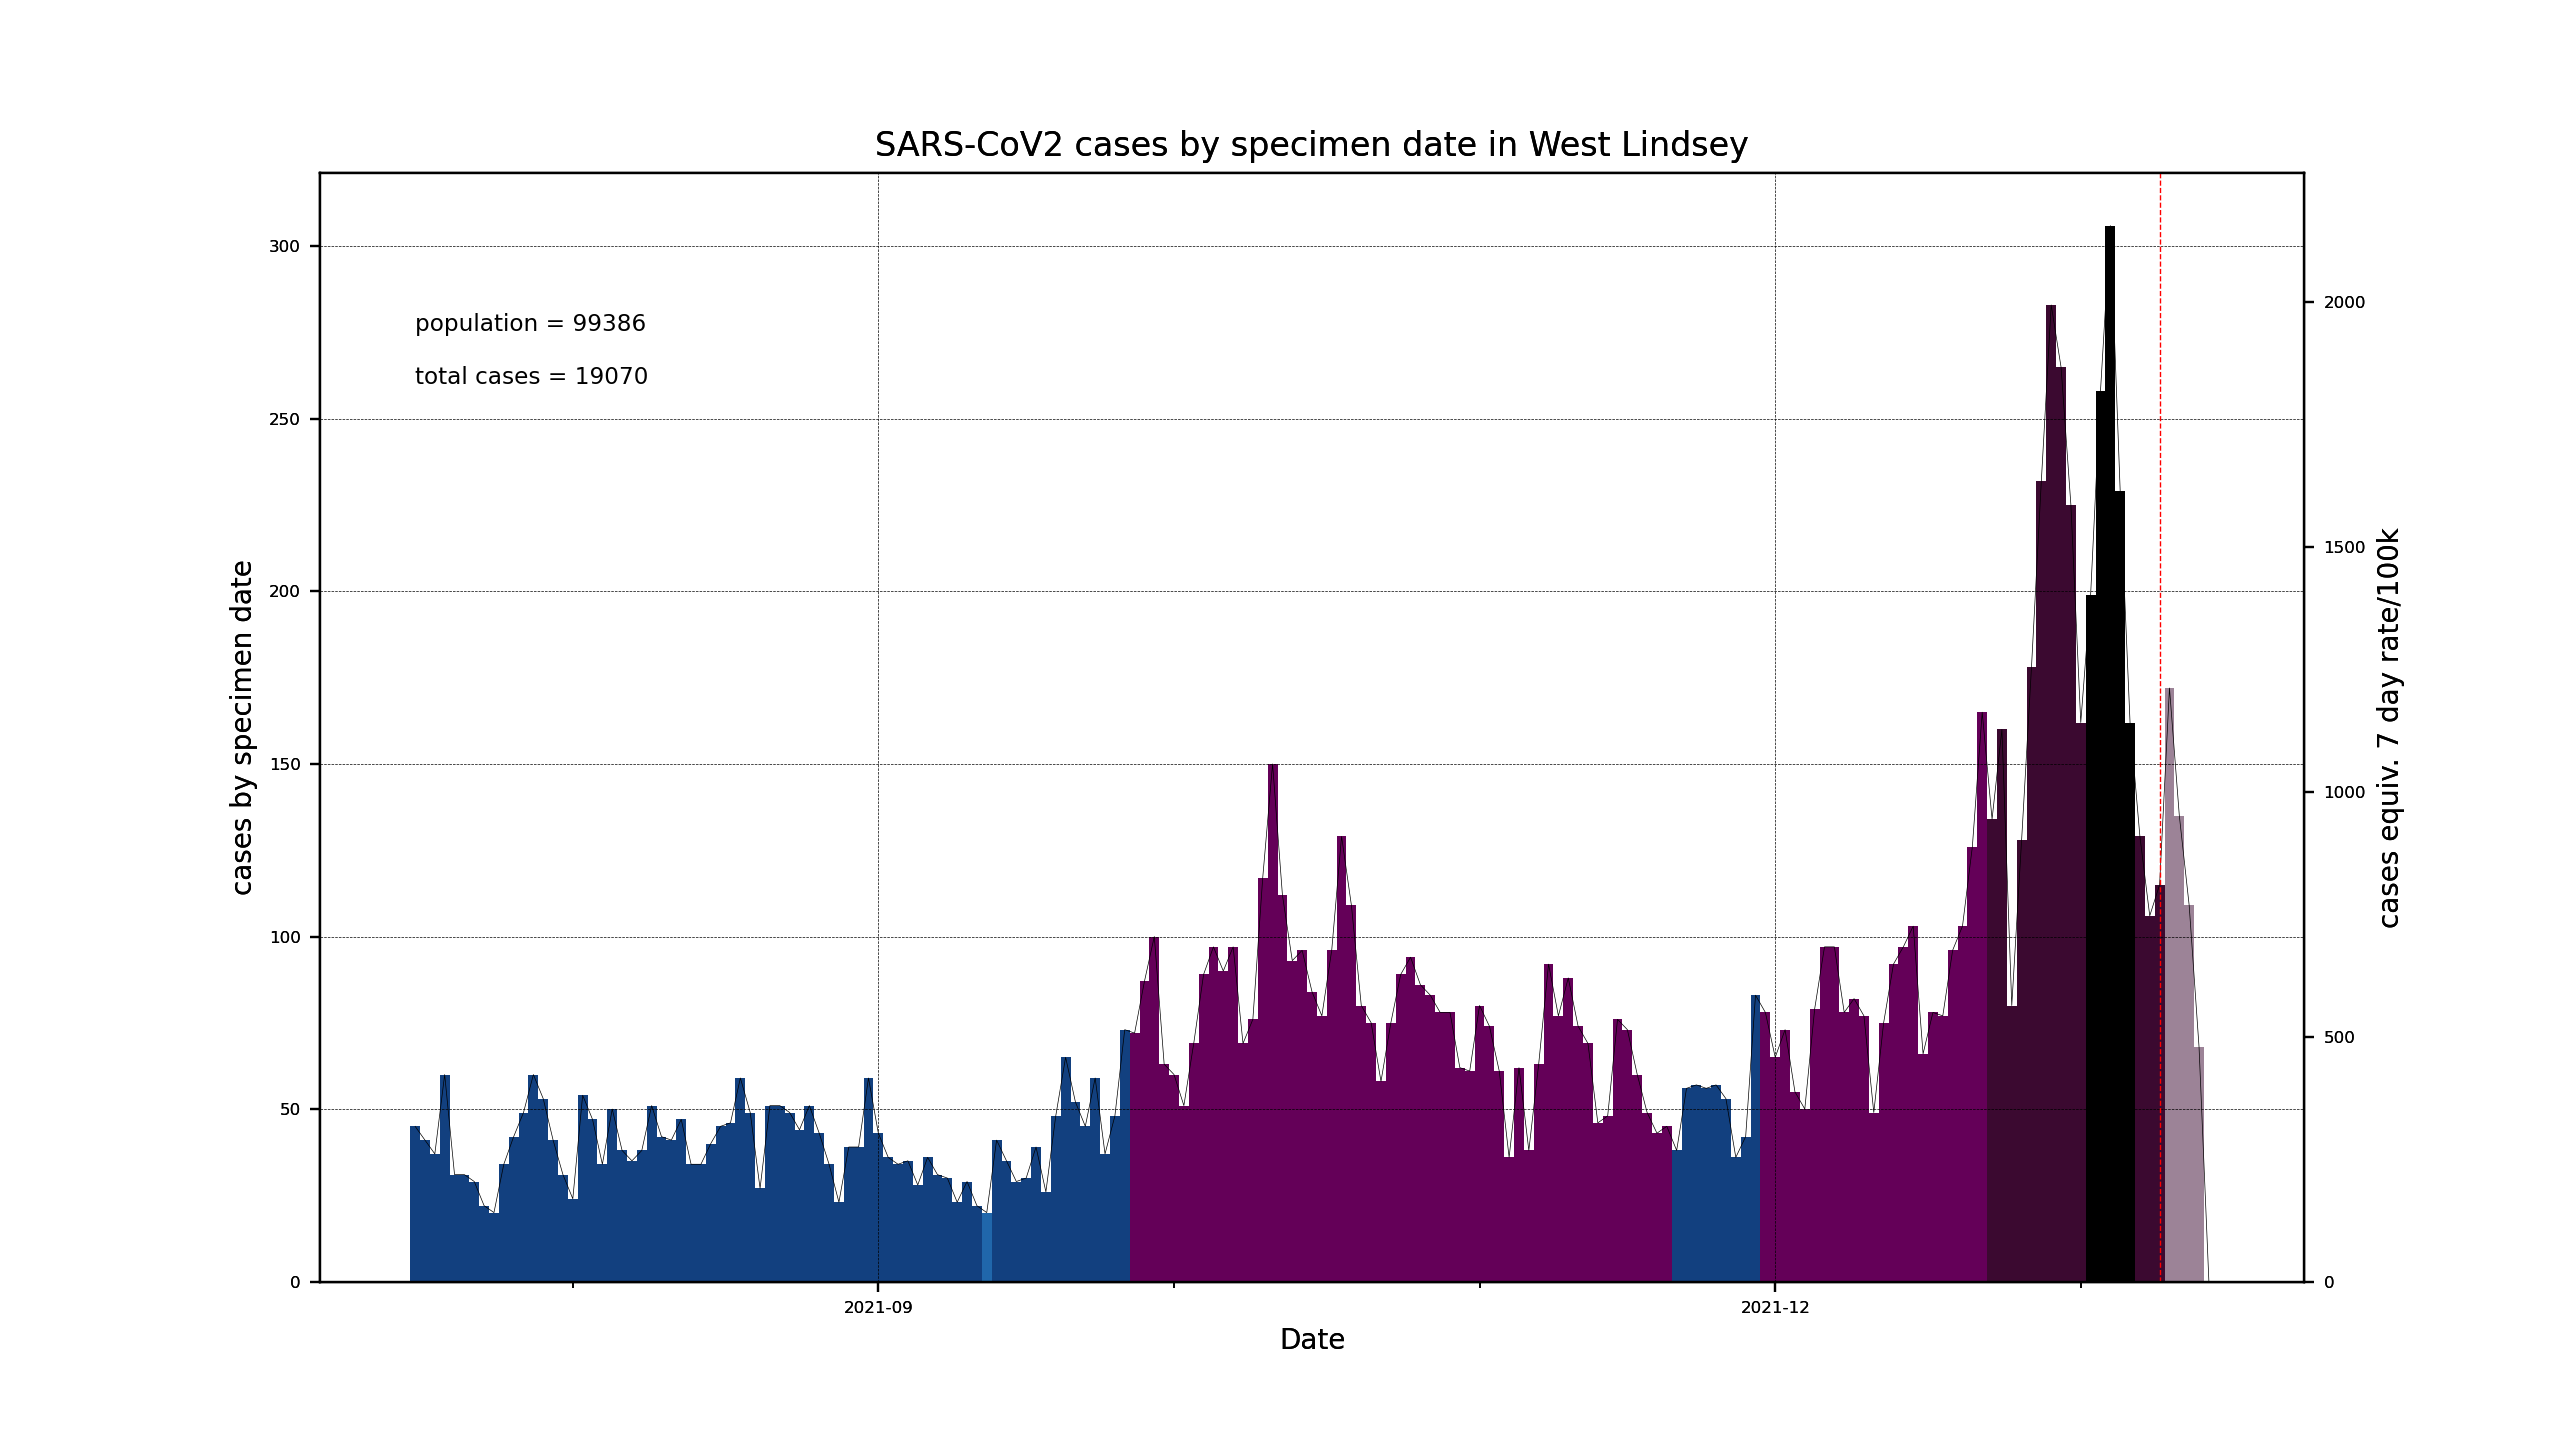 SARS-CoV2 cases by specimen date in West Lindsey
population = 99386
total cases = 19070
cases by specimen date
300
250
200
150
100
50
0
2000
1500
1000
500
0
cases equiv. 7 day rate/100k
2021-09
2021-12
Date